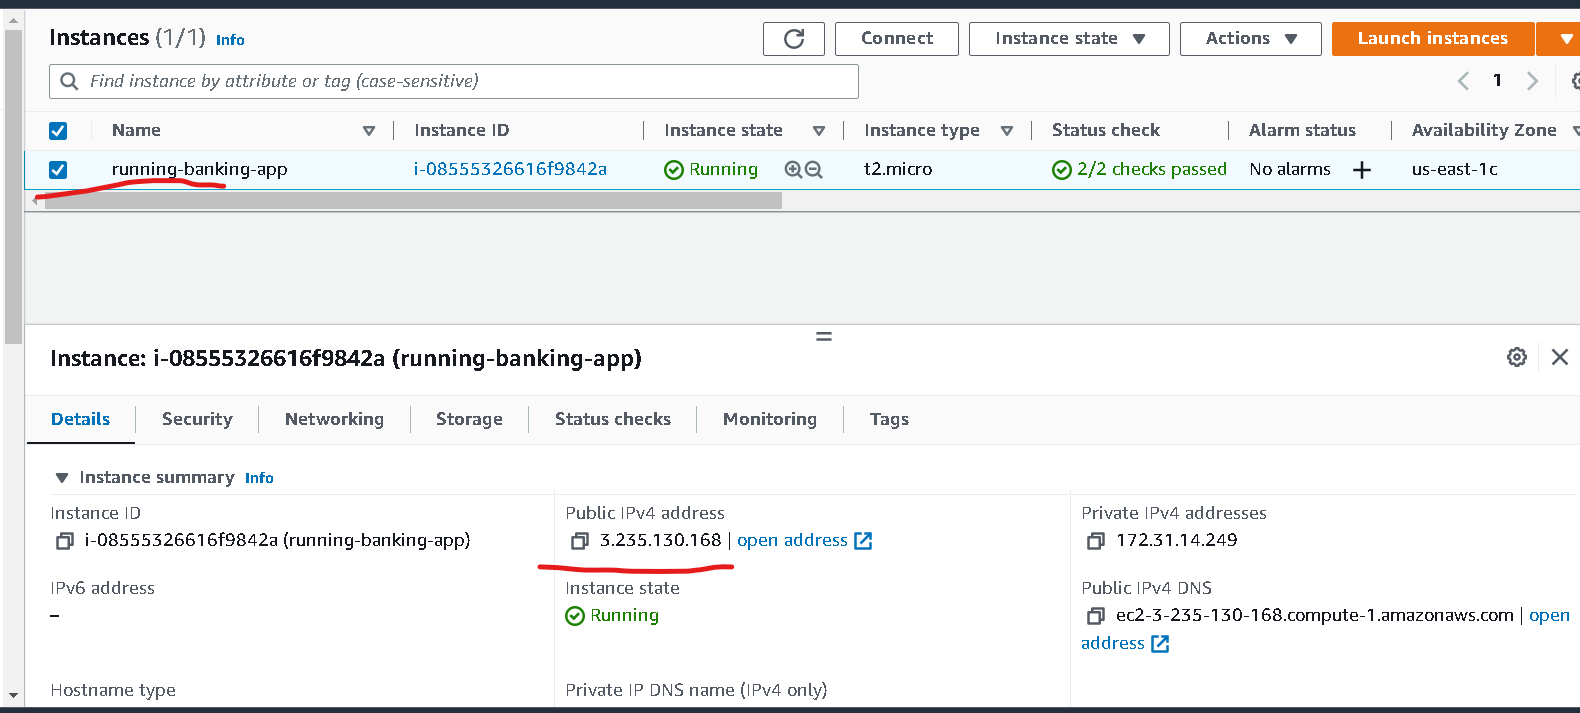 Instances (1/1) Info
Connect Instance state Actions Launch instances
Find instance by attribute or tag (case-sensitive) 1
Name Instance ID Instance state Instance type Status check Alarm status Availability Zone
running-banking-app i-08555326616f9842a Running t2.micro 2/2 checks passed No alarms us-east-1c
Instance: i-08555326616f9842a (running-banking-app)
Details Security Networking Storage Status checks Monitoring Tags
Instance summary Info
Instance ID Public IPv4 address Private IPv4 addresses
i-08555326616f9842a (running-banking-app) 3.235.130.168 | open address 172.31.14.249
IPv6 address Instance state Public IPv4 DNS
– Running ec2-3-235-130-168.compute-1.amazonaws.com | open
address
Hostname type Private IP DNS name (IPv4 only)